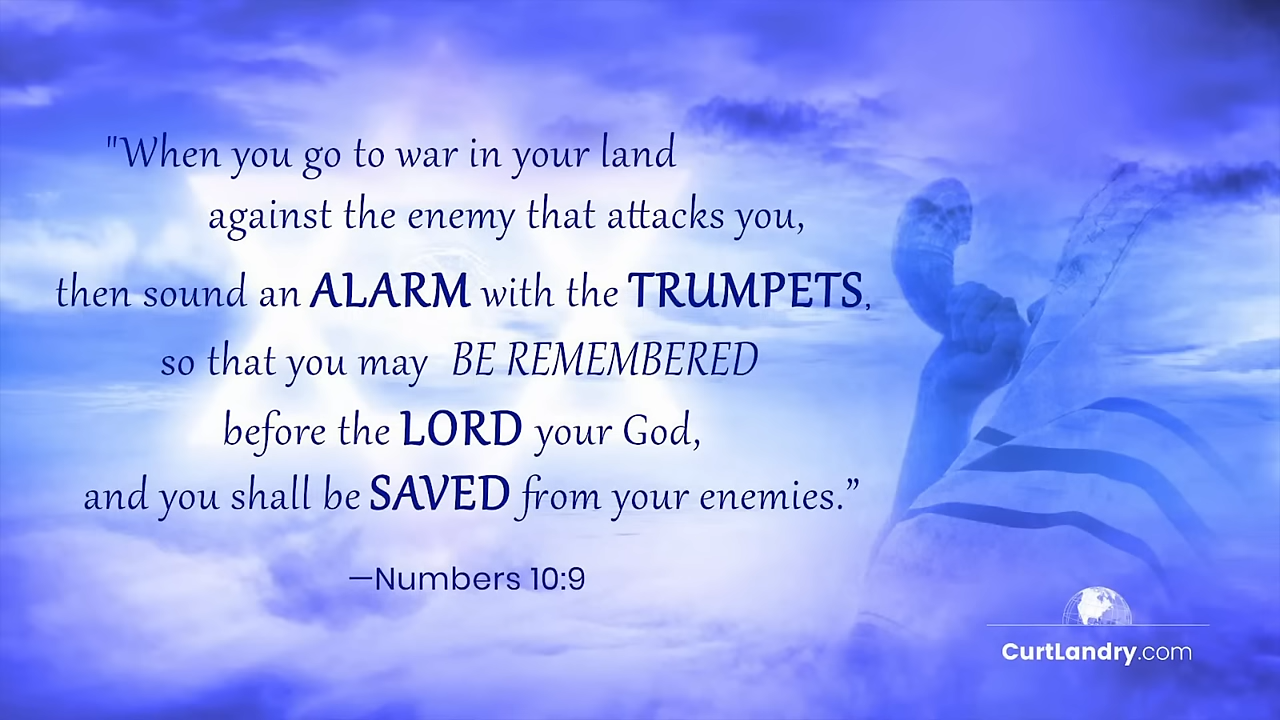 "When you go to war in your land
against the enemy that attacks you,
then sound an ALARM with the TRUMPETS,
so that you may BE REMEMBERED
before the LORD your God,
and you shall be SAVED from your enemies.”
—Numbers 10:9
CurtLandry.com